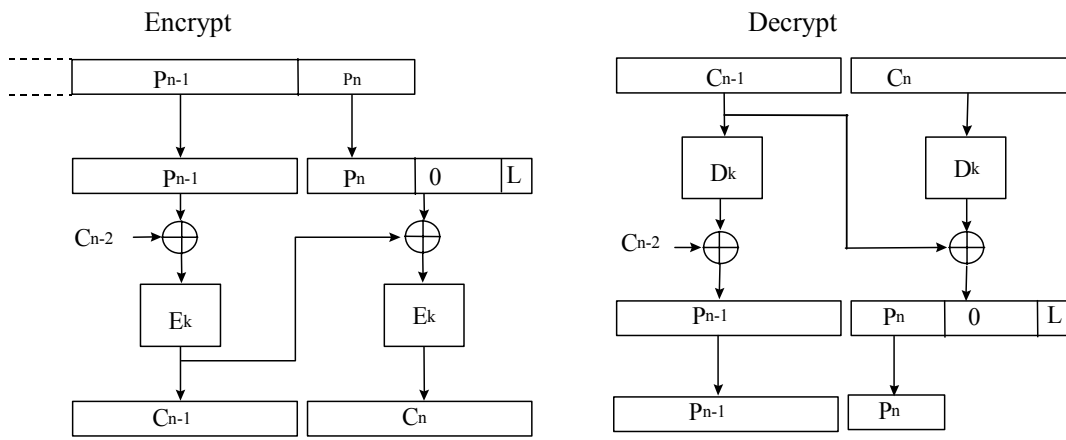 Encrypt
Pn-1 Pn
Pn-1 Pn 0 L
Cn-2
Ek Ek
Cn-1 Cn
Decrypt
Cn-1 Cn
Dk Dk
Cn-2
Pn-1 Pn 0 L
Pn-1 Pn